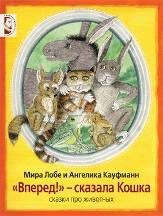 Мира Лобе и Ангелика Кауфманн
«Вперед!» – сказала Кошка
сказки про животных